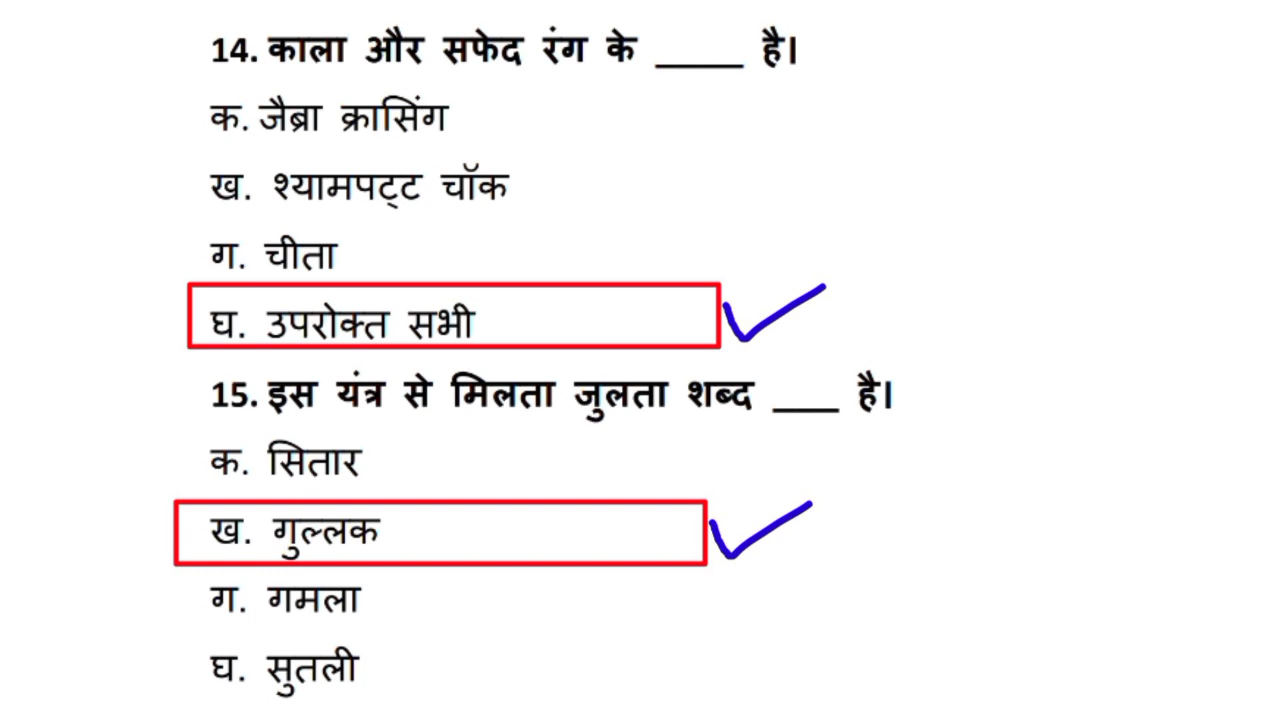 14. काला और सफेद रंग के _____ है।
क. जैब्रा क्रासिंग
ख. श्यामपट्ट चॉक
ग. चीता
घ. उपरोक्त सभी
15. इस यंत्र से मिलता जुलता शब्द ____ है।
क. सितार
ख. गुल्लक
ग. गमला
घ. सुतली